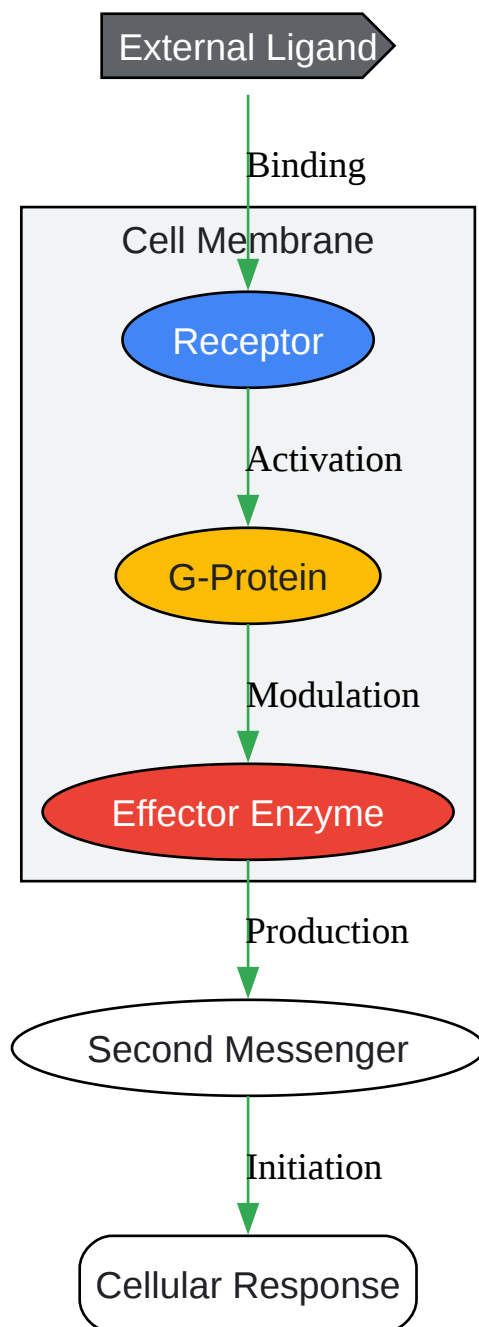 External Ligand
Binding
Cell Membrane
Receptor
Activation
G-Protein
Modulation
Effector Enzyme
Production
Second Messenger
Initiation
Cellular Response